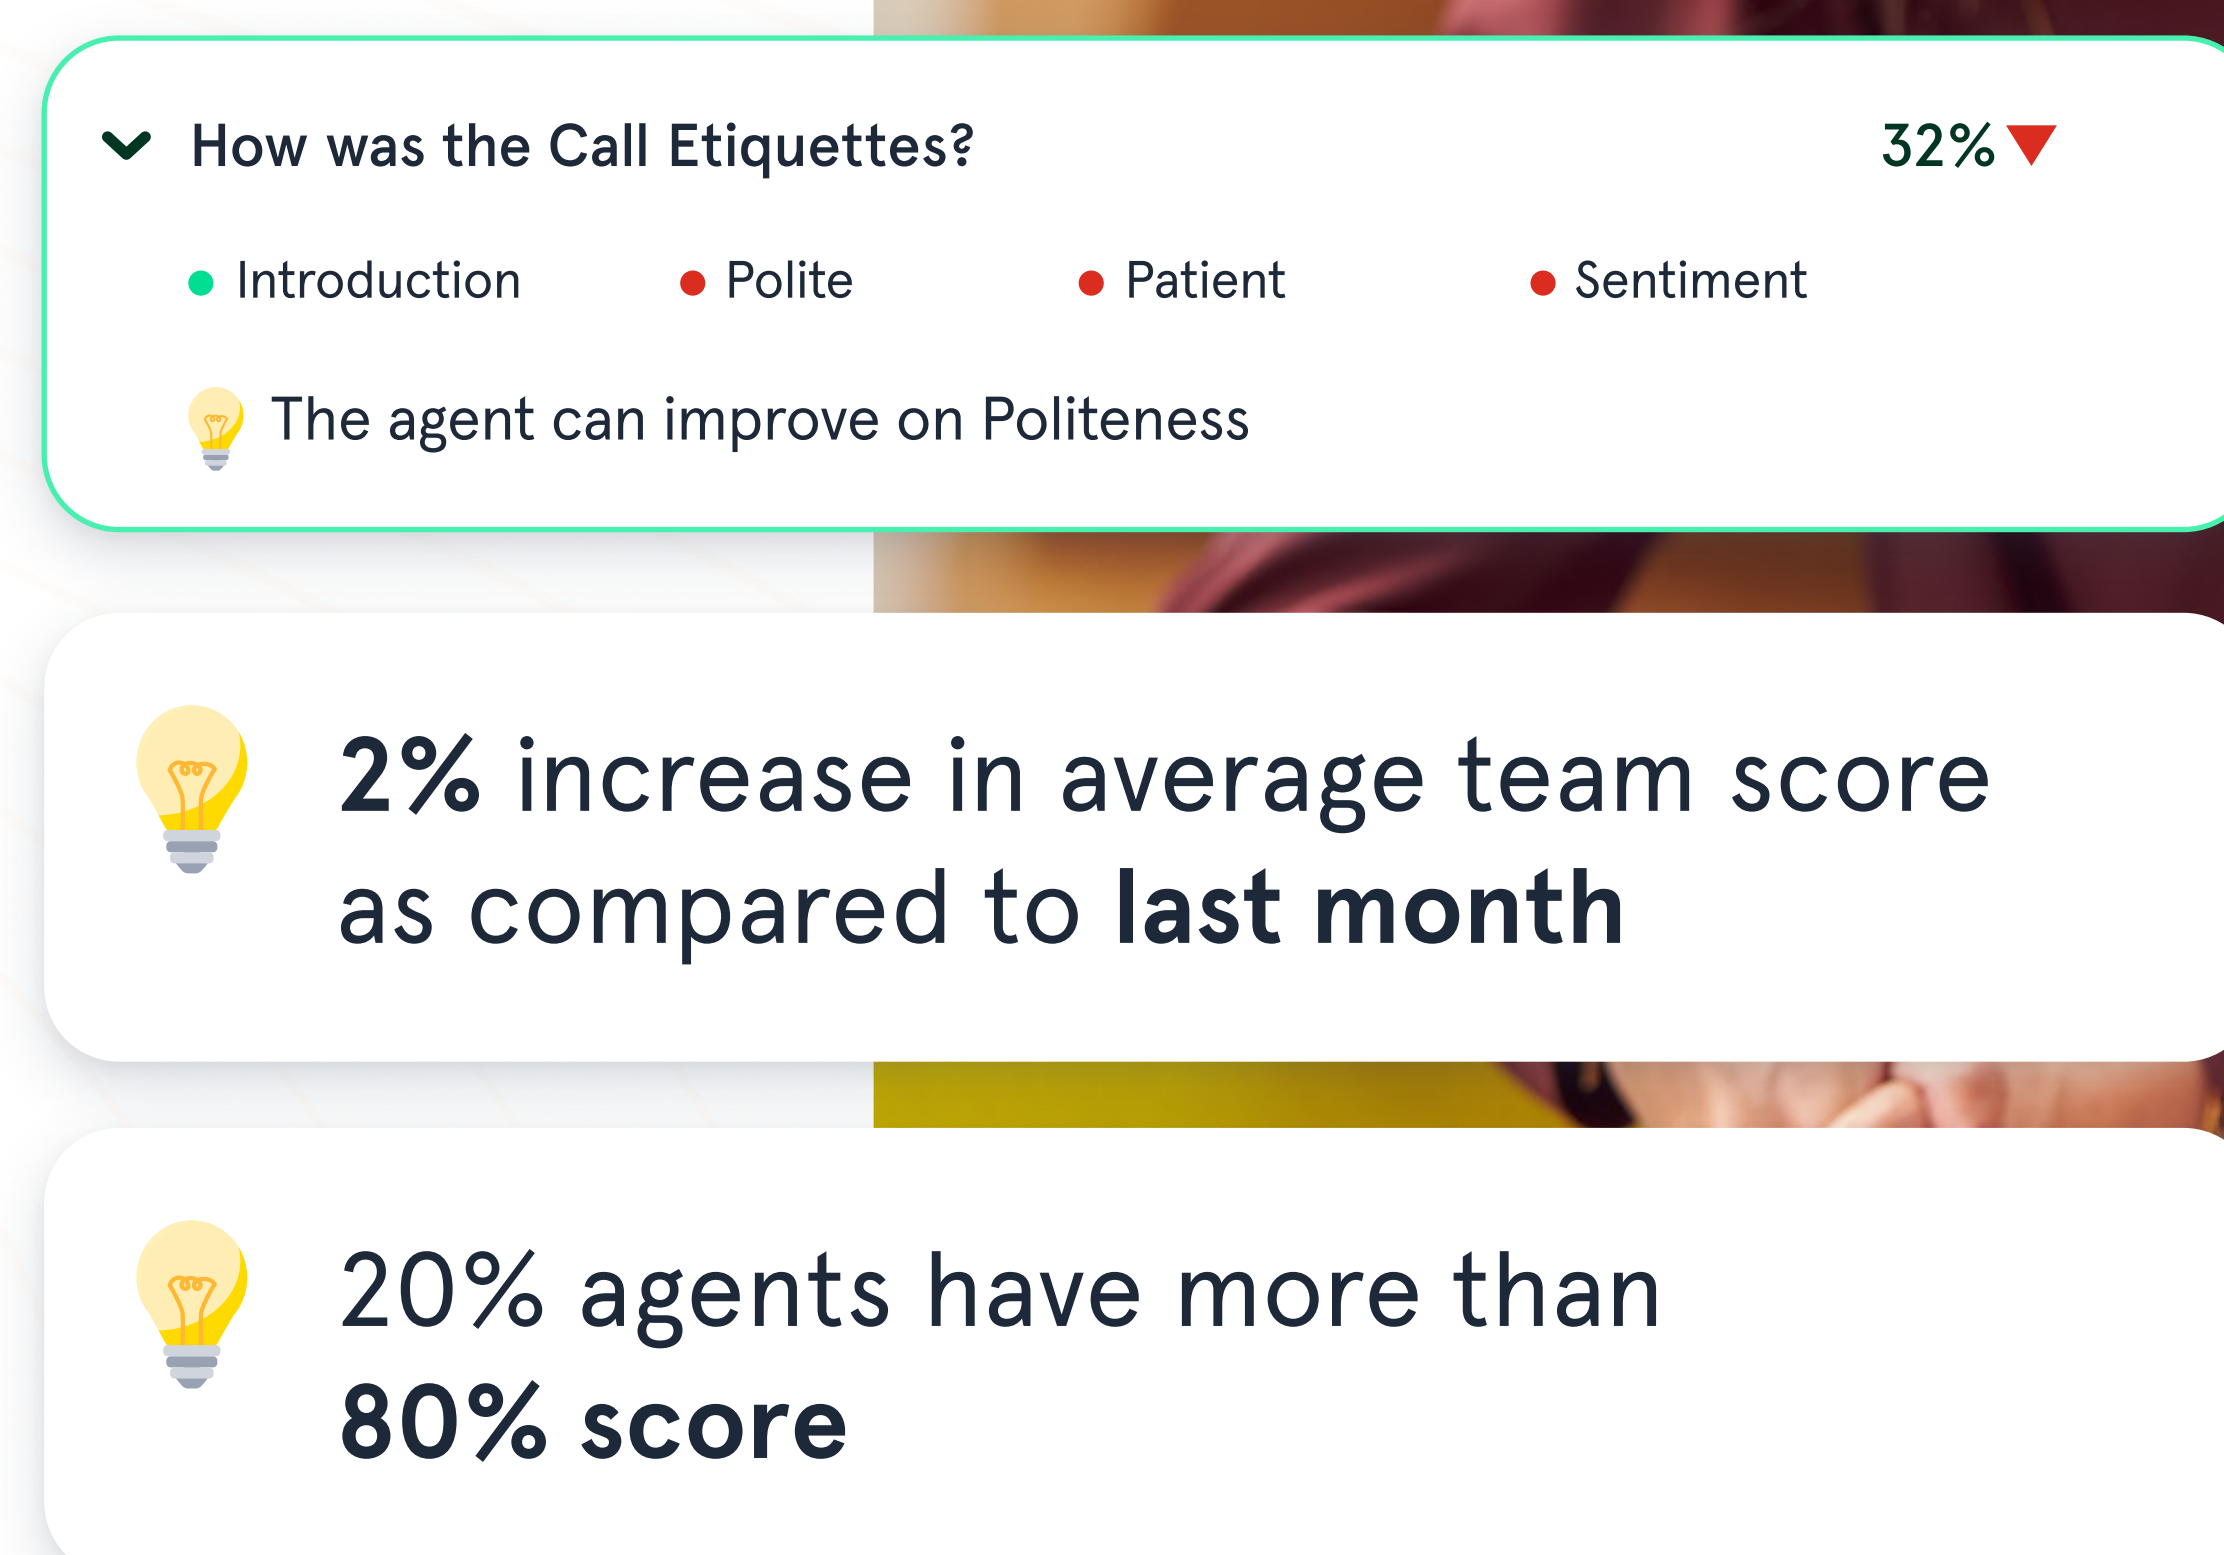 How was the Call Etiquettes? 32%
Introduction Polite Patient Sentiment
The agent can improve on Politeness
2% increase in average team score
as compared to last month
20% agents have more than
80% score